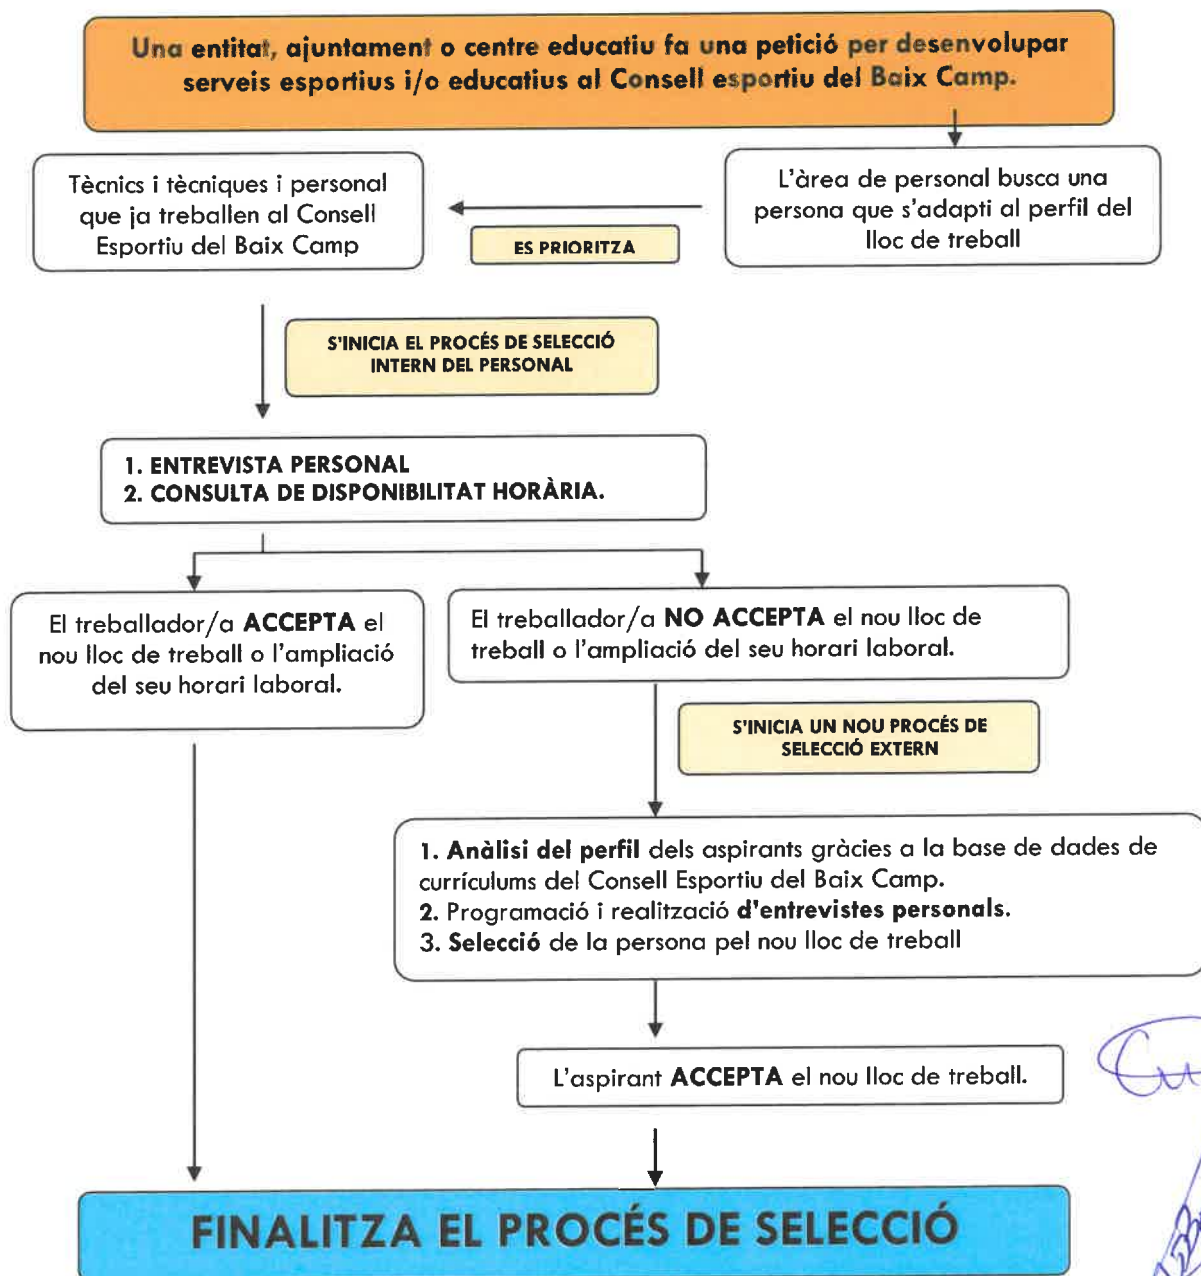 Una entitat, ajuntament o centre educatiu fa una petició per desenvolupar
serveis esportius i/o educatius al Consell esportiu del Baix Camp.
L'àrea de personal busca una
persona que s'adapti al perfil del
lloc de treball
ES PRIORITZA
Tècnics i tècniques i personal
que ja treballen al Consell
Esportiu del Baix Camp
S'INICIA EL PROCÉS DE SELECCIÓ
INTERN DEL PERSONAL
1. ENTREVISTA PERSONAL
2. CONSULTA DE DISPONIBILITAT HORÀRIA.
El treballador/a ACCEPTA el
nou lloc de treball o l'ampliació
del seu horari laboral.
El treballador/a NO ACCEPTA el nou lloc de
treball o l'ampliació del seu horari laboral.
S'INICIA UN NOU PROCÉS DE
SELECCIÓ EXTERN
1. Anàlisi del perfil dels aspirants gràcies a la base de dades de
currículums del Consell Esportiu del Baix Camp.
2. Programació i realització d'entrevistes personals.
3. Selecció de la persona pel nou lloc de treball
L'aspirant ACCEPTA el nou lloc de treball.
FINALITZA EL PROCÉS DE SELECCIÓ